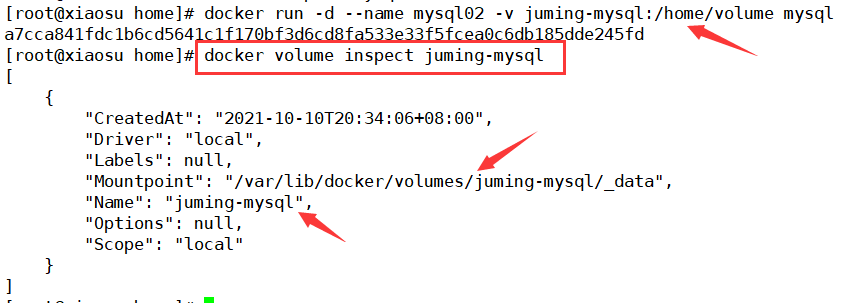 [root@xiaosu home]# docker run -d --name mysql02 -v juming-mysql:/home/volume mysql
a7cca841fdc1b6cd5641c1f170bf3d6cd8fa533e33f5fcea0c6db185dde245fd
[root@xiaosu home]# docker volume inspect juming-mysql
[
    {
        "CreatedAt": "2021-10-10T20:34:06+08:00",
        "Driver": "local",
        "Labels": null,
        "Mountpoint": "/var/lib/docker/volumes/juming-mysql/_data",
        "Name": "juming-mysql",
        "Options": null,
        "Scope": "local"
    }
]
[root@xiaosu home]#